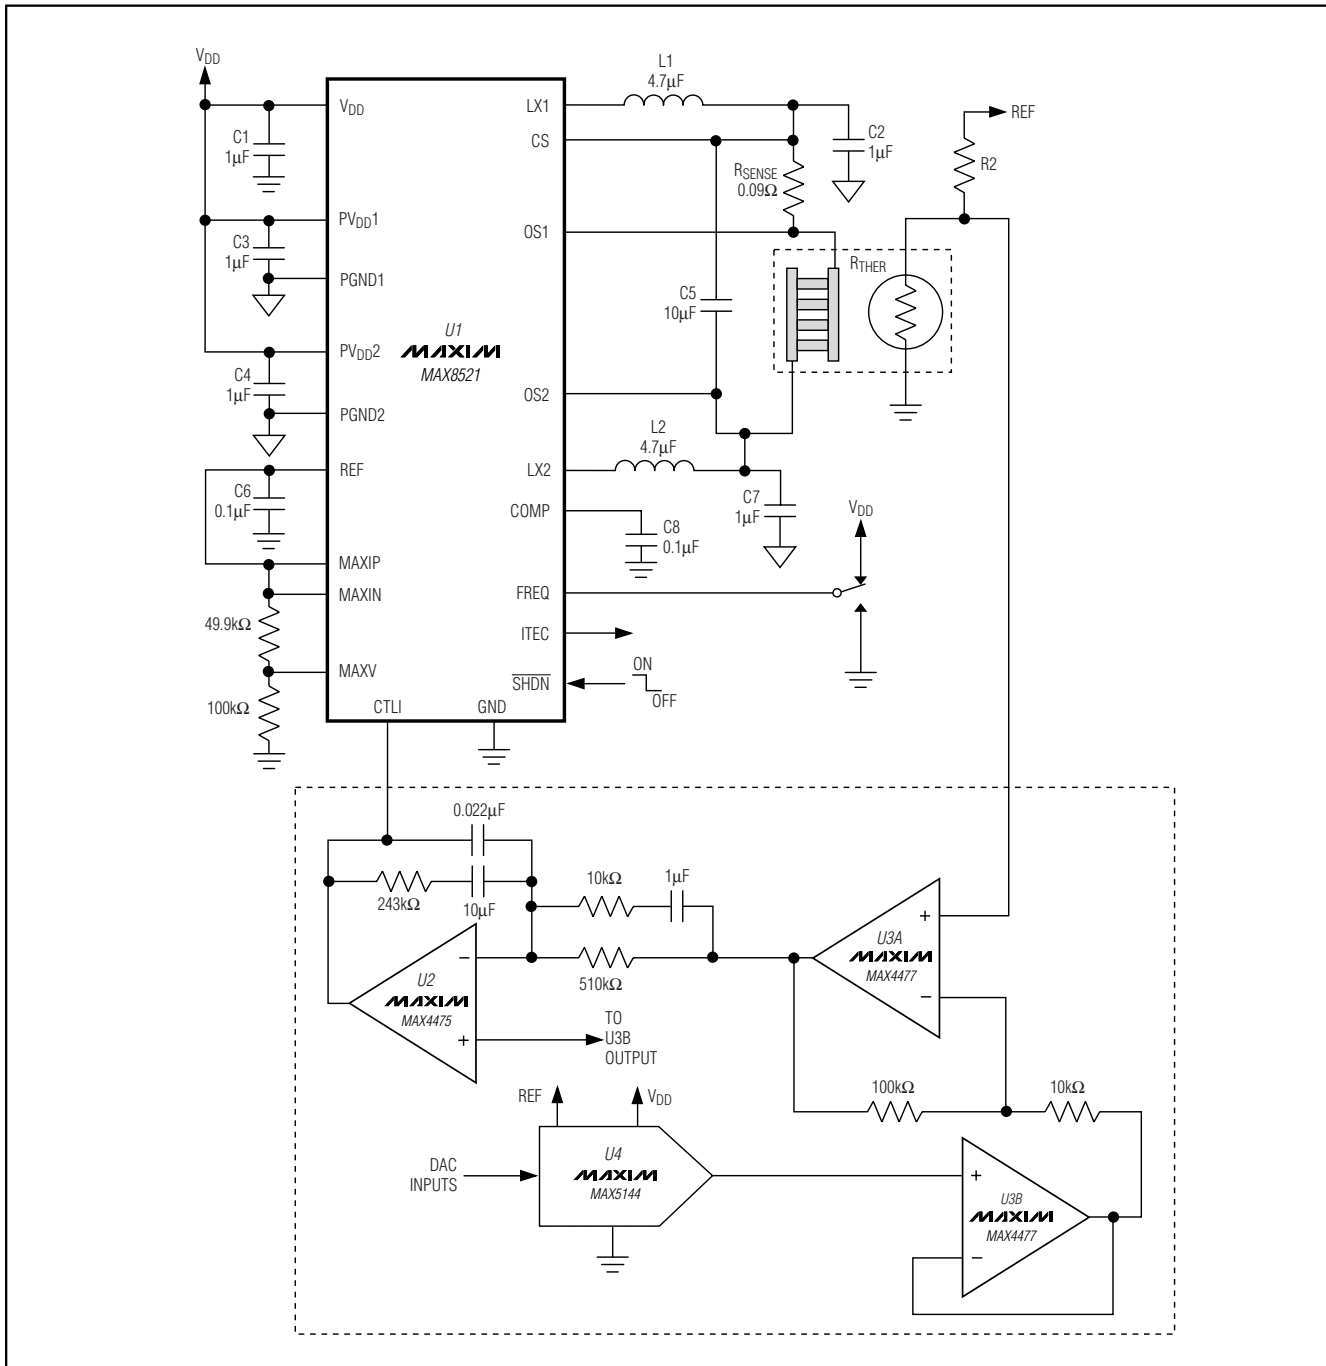 VDD
VDD
C1
1µF
PVDD1
C3
1µF
PGND1
PVDD2
C4
1µF
PGND2
REF
C6
0.1µF
MAXIP
MAXIN
49.9kΩ
MAXV
100kΩ
CTLI
GND
U1
MAXIM
MAX8521
LX1
CS
OS1
OS2
LX2
COMP
FREQ
ITEC
SHDN
ON
OFF
L1
4.7µF
C2
1µF
RSENSE
0.09Ω
C5
10µF
RTHER
REF
R2
L2
4.7µF
C7
1µF
C8
0.1µF
VDD
0.022µF
243kΩ
10µF
10kΩ
1µF
510kΩ
U2
MAXIM
MAX4475
−
+
TO
U3B
OUTPUT
U3A
MAXIM
MAX4477
+
−
100kΩ
10kΩ
REF
VDD
DAC
INPUTS
U4
MAXIM
MAX5144
+
U3B
MAXIM
MAX4477
−